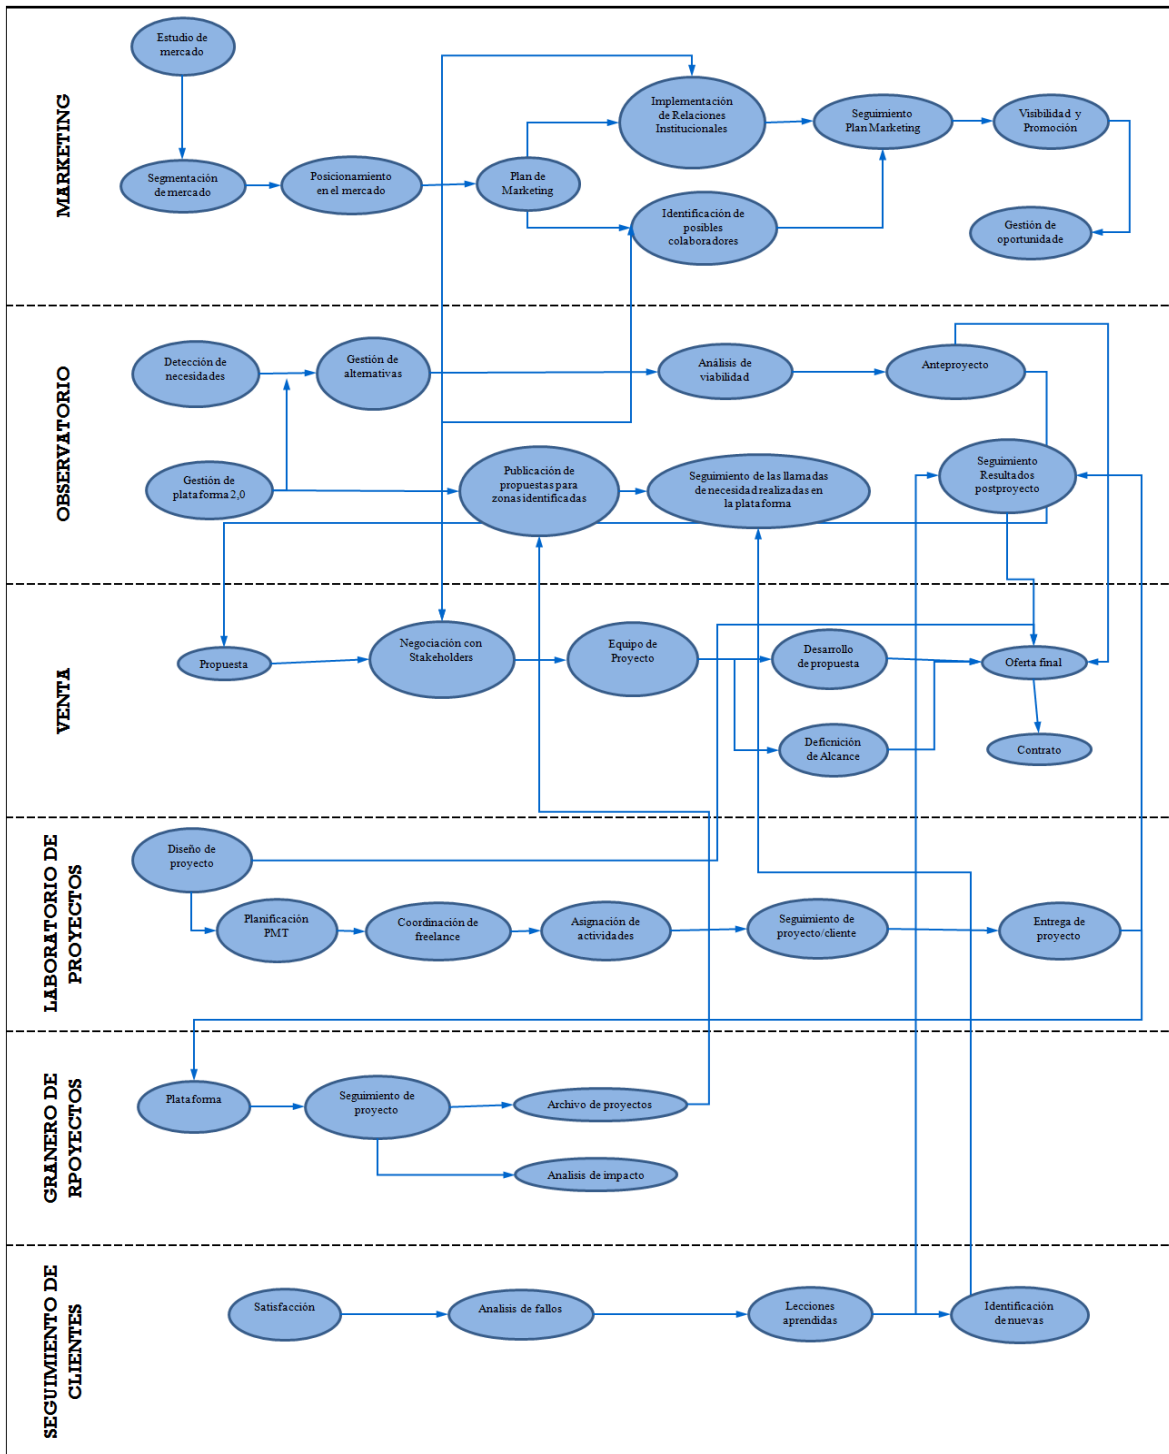 MARKETING
Estudio de
mercado
Segmentación
de mercado
Posicionamiento
en el mercado
Plan de
Marketing
Implementación
de Relaciones
Institucionales
Identificación de
posibles
colaboradores
Seguimiento
Plan Marketing
Visibilidad y
Promoción
Gestión de
oportunidade
OBSERVATORIO
Detección de
necesidades
Gestión de
alternativas
Análisis de
viabilidad
Anteproyecto
Gestión de
plataforma 2,0
Publicación de
propuestas para
zonas identificadas
Seguimiento de las llamadas
de necesidad realizadas en
la plataforma
Seguimiento
Resultados
postproyecto
VENTA
Propuesta
Negociación con
Stakeholders
Equipo de
Proyecto
Desarrollo
de propuesta
Oferta final
Deficnición
de Alcance
Contrato
LABORATORIO DE
PROYECTOS
Diseño de
proyecto
Planificación
PMT
Coordinación de
freelance
Asignación de
actividades
Seguimiento de
proyecto/cliente
Entrega de
proyecto
GRANERO DE
RPOYECTOS
Plataforma
Seguimiento de
proyecto
Archivo de proyectos
Analisis de impacto
SEGUIMIENTO DE
CLIENTES
Satisfacción
Analisis de fallos
Lecciones
aprendidas
Identificación
de nuevas